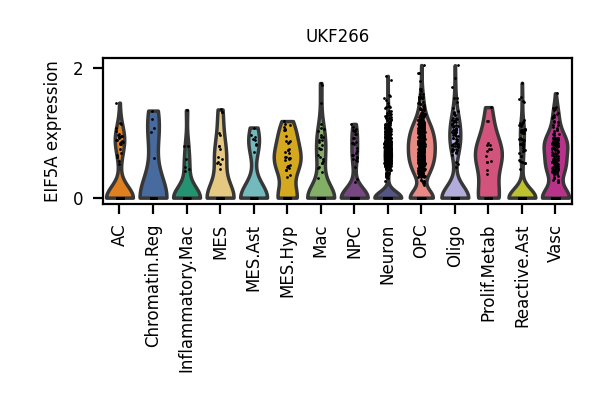 UKF266
EIF5A expression
2
0
AC
Chromatin.Reg
Inflammatory.Mac
MES
MES.Ast
MES.Hyp
Mac
NPC
Neuron
OPC
Oligo
Prolif.Metab
Reactive.Ast
Vasc